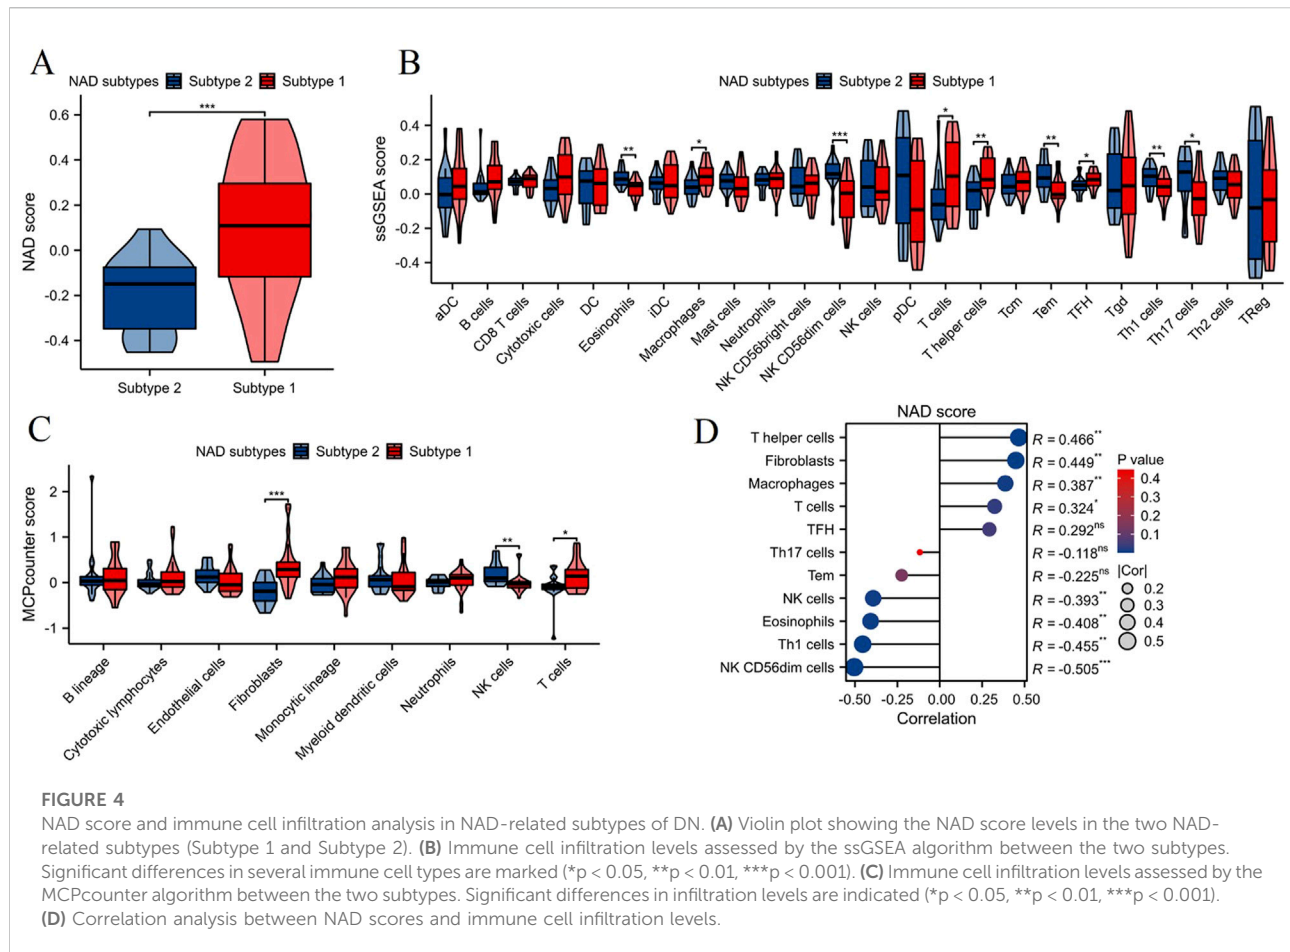 A
NAD subtypes Subtype 2 Subtype 1
***
NAD score
0.6
0.4
0.2
0.0
-0.2
-0.4
Subtype 2 Subtype 1
B
NAD subtypes Subtype 2 Subtype 1
ssGSEA score
0.4
0.2
0.0
-0.2
-0.4
** * *** * ** ** * ** *
aDC
B cells
CD8 T cells
Cytotoxic cells
DC
Eosinophils
iDC
Macrophages
Mast cells
Neutrophils
NK CD56bright cells
NK CD56dim cells
NK cells
pDC
T cells
T helper cells
Tcm
Tem
TFH
Tgd
Th1 cells
Th17 cells
Th2 cells
TReg
C
NAD subtypes Subtype 2 Subtype 1
MCPcounter score
2
1
0
-1
*** ** *
B lineage
Cytotoxic lymphocytes
Endothelial cells
Fibroblasts
Monocytic lineage
Myeloid dendritic cells
Neutrophils
NK cells
T cells
D
NAD score
T helper cells R = 0.466**
Fibroblasts R = 0.449**
Macrophages R = 0.387**
T cells R = 0.324*
TFH R = 0.292ns
Th17 cells R = -0.118ns
Tem R = -0.225ns
NK cells R = -0.393**
Eosinophils R = -0.408**
Th1 cells R = -0.455**
NK CD56dim cells R = -0.505***
-0.50 -0.25 0.00 0.25 0.50
Correlation
P value
0.4
0.3
0.2
0.1
|Cor|
0.2
0.3
0.4
0.5
FIGURE 4
NAD score and immune cell infiltration analysis in NAD-related subtypes of DN. (A) Violin plot showing the NAD score levels in the two NAD-
related subtypes (Subtype 1 and Subtype 2). (B) Immune cell infiltration levels assessed by the ssGSEA algorithm between the two subtypes.
Significant differences in several immune cell types are marked (*p < 0.05, **p < 0.01, ***p < 0.001). (C) Immune cell infiltration levels assessed by the
MCPcounter algorithm between the two subtypes. Significant differences in infiltration levels are indicated (*p < 0.05, **p < 0.01, ***p < 0.001).
(D) Correlation analysis between NAD scores and immune cell infiltration levels.